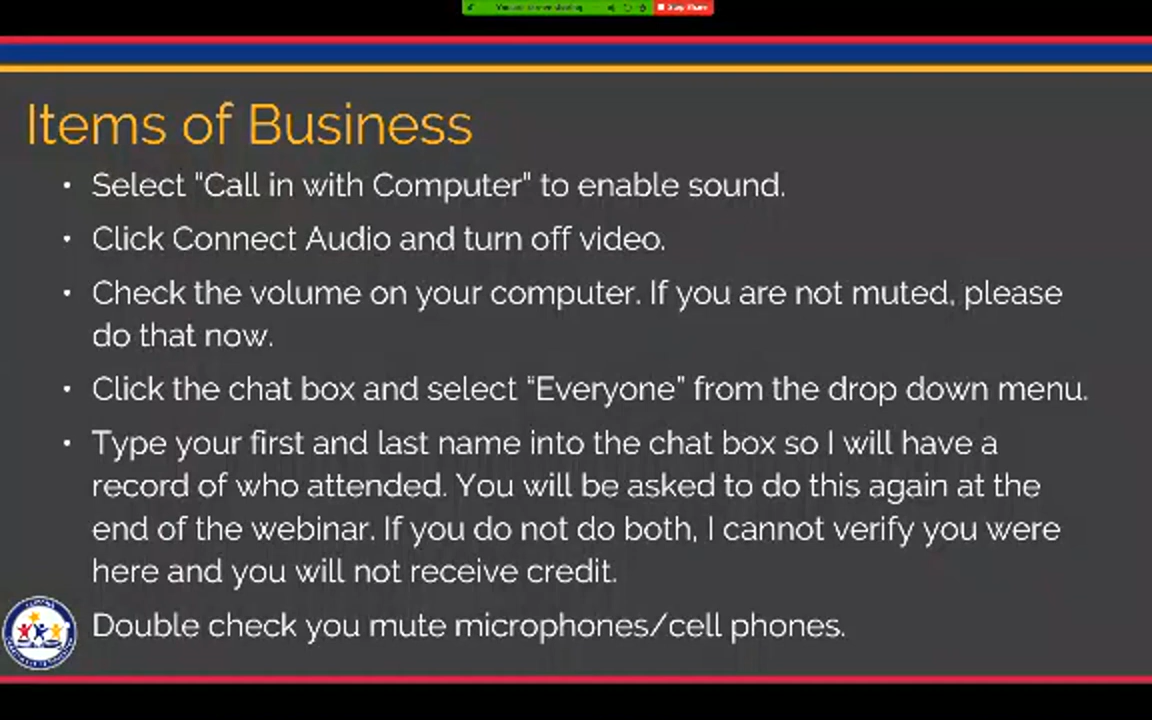 Stop Share
Items of Business
• Select "Call in with Computer" to enable sound.
• Click Connect Audio and turn off video.
• Check the volume on your computer. If you are not muted, please
do that now.
• Click the chat box and select “Everyone” from the drop down menu.
• Type your first and last name into the chat box so I will have a
record of who attended. You will be asked to do this again at the
end of the webinar. If you do not do both, I cannot verify you were
here and you will not receive credit.
Double check you mute microphones/cell phones.